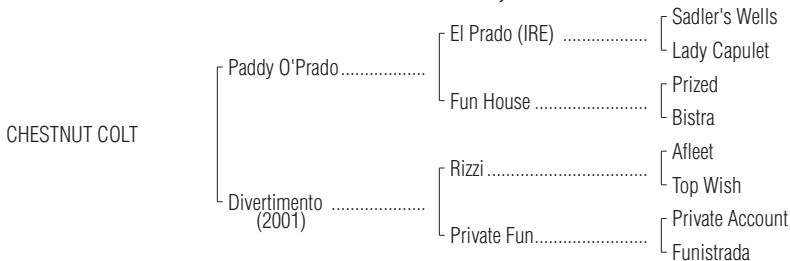 Sadler's Wells
El Prado (IRE) ..................
Lady Capulet
Paddy O'Prado..................
Prized
Fun House ........................
Bistra
CHESTNUT COLT
Afleet
Rizzi ..................................
Top Wish
Divertimento ....................
(2001)
Private Account
Private Fun........................
Funistrada